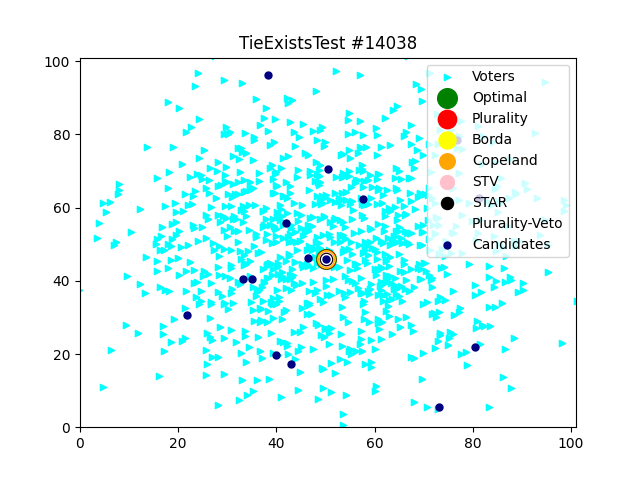 TieExistsTest #14038
Voters
Optimal
Plurality
Borda
Copeland
STV
STAR
Plurality-Veto
Candidates
100
80
60
40
20
0
0 20 40 60 80 100